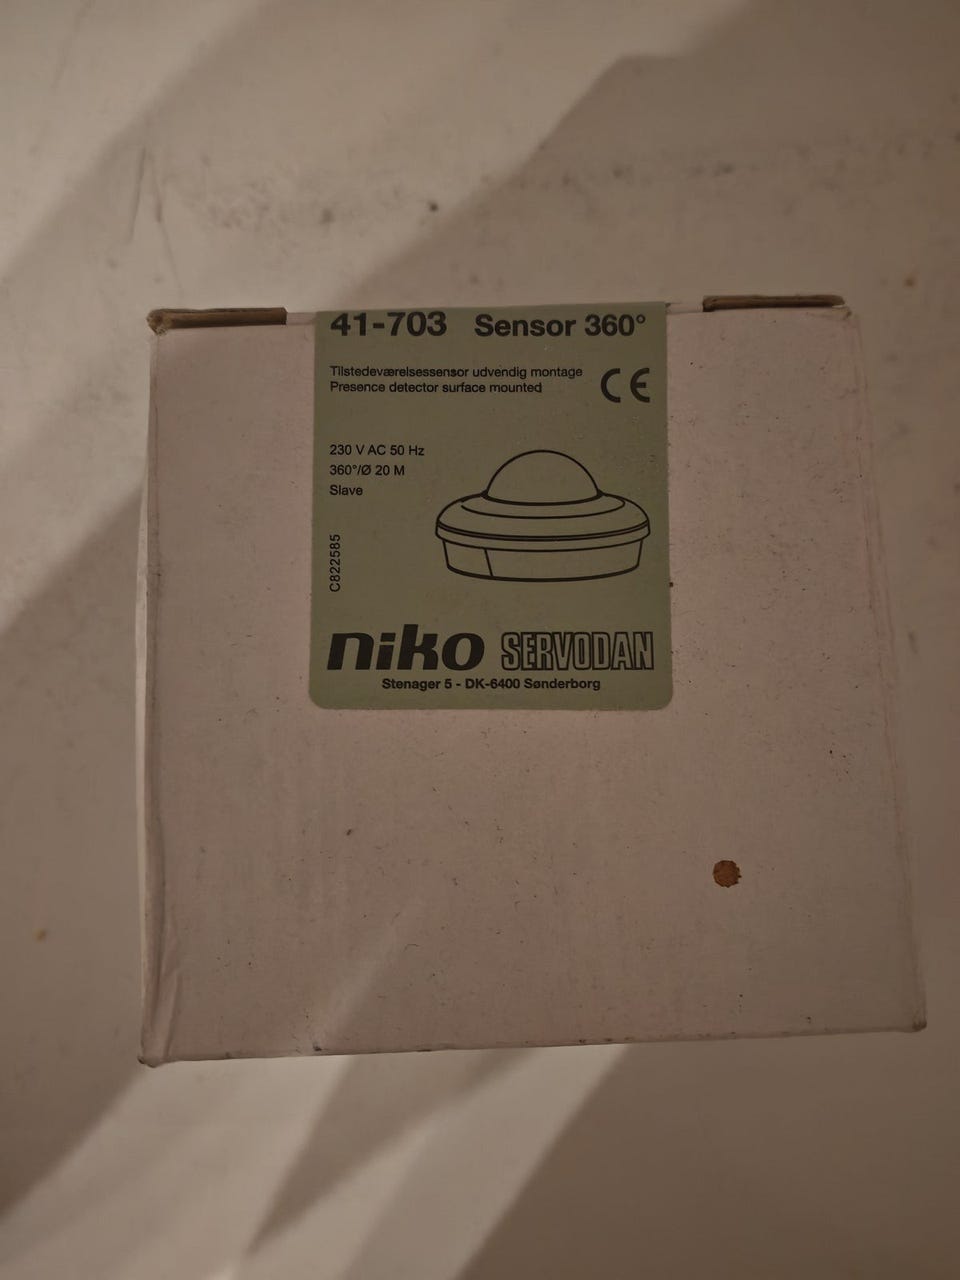 41-703 Sensor 360°
Tilstedeværelsessensor udvendig montage
Presence detector surface mounted
CE
230 V AC 50 Hz
360°/Ø 20 M
Slave
C822585
niko SERVODAN
Stenager 5 - DK-6400 Sønderborg